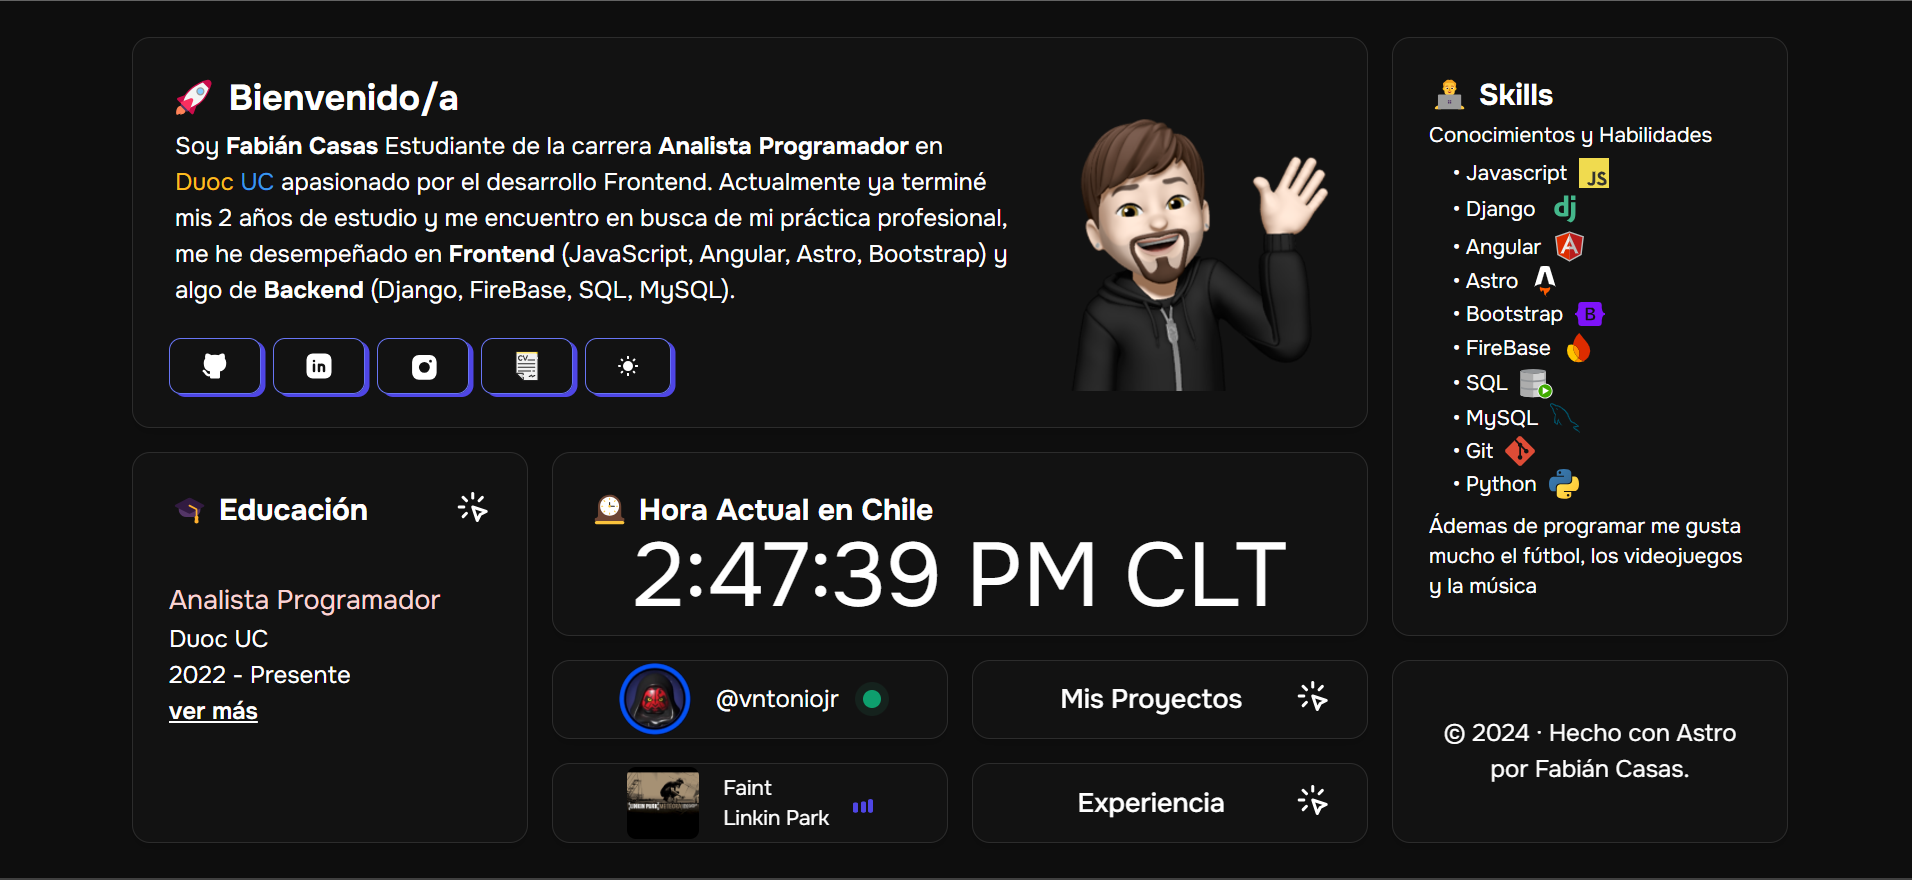 Bienvenido/a
Soy Fabián Casas Estudiante de la carrera Analista Programador en
Duoc UC apasionado por el desarrollo Frontend. Actualmente ya terminé
mis 2 años de estudio y me encuentro en busca de mi práctica profesional,
me he desempeñado en Frontend (JavaScript, Angular, Astro, Bootstrap) y
algo de Backend (Django, FireBase, SQL, MySQL).
in
CV
Skills
Conocimientos y Habilidades
• Javascript JS
• Django dj
• Angular A
• Astro
• Bootstrap B
• FireBase
• SQL
• MySQL
• Git
• Python
Ádemas de programar me gusta
mucho el fútbol, los videojuegos
y la música
Educación
Analista Programador
Duoc UC
2022 - Presente
ver más
Hora Actual en Chile
2:47:39 PM CLT
@vntoniojr
Mis Proyectos
LINKIN PARK
Faint
Linkin Park
Experiencia
© 2024 · Hecho con Astro
por Fabián Casas.